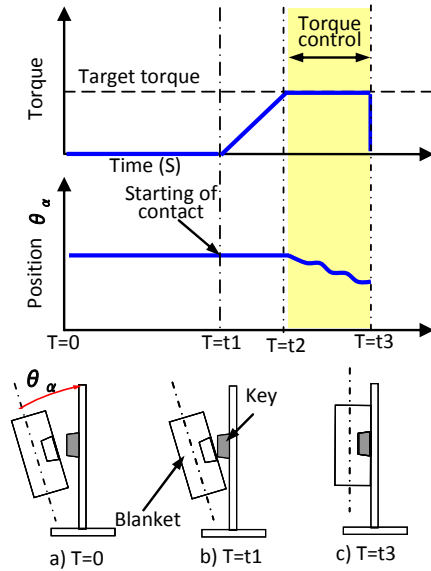 Torque
control
Target torque
Torque
Time (S)
Starting of
contact
Position θα
T=0
T=t1
T=t2
T=t3
θα
Key
Blanket
a) T=0
b) T=t1
c) T=t3